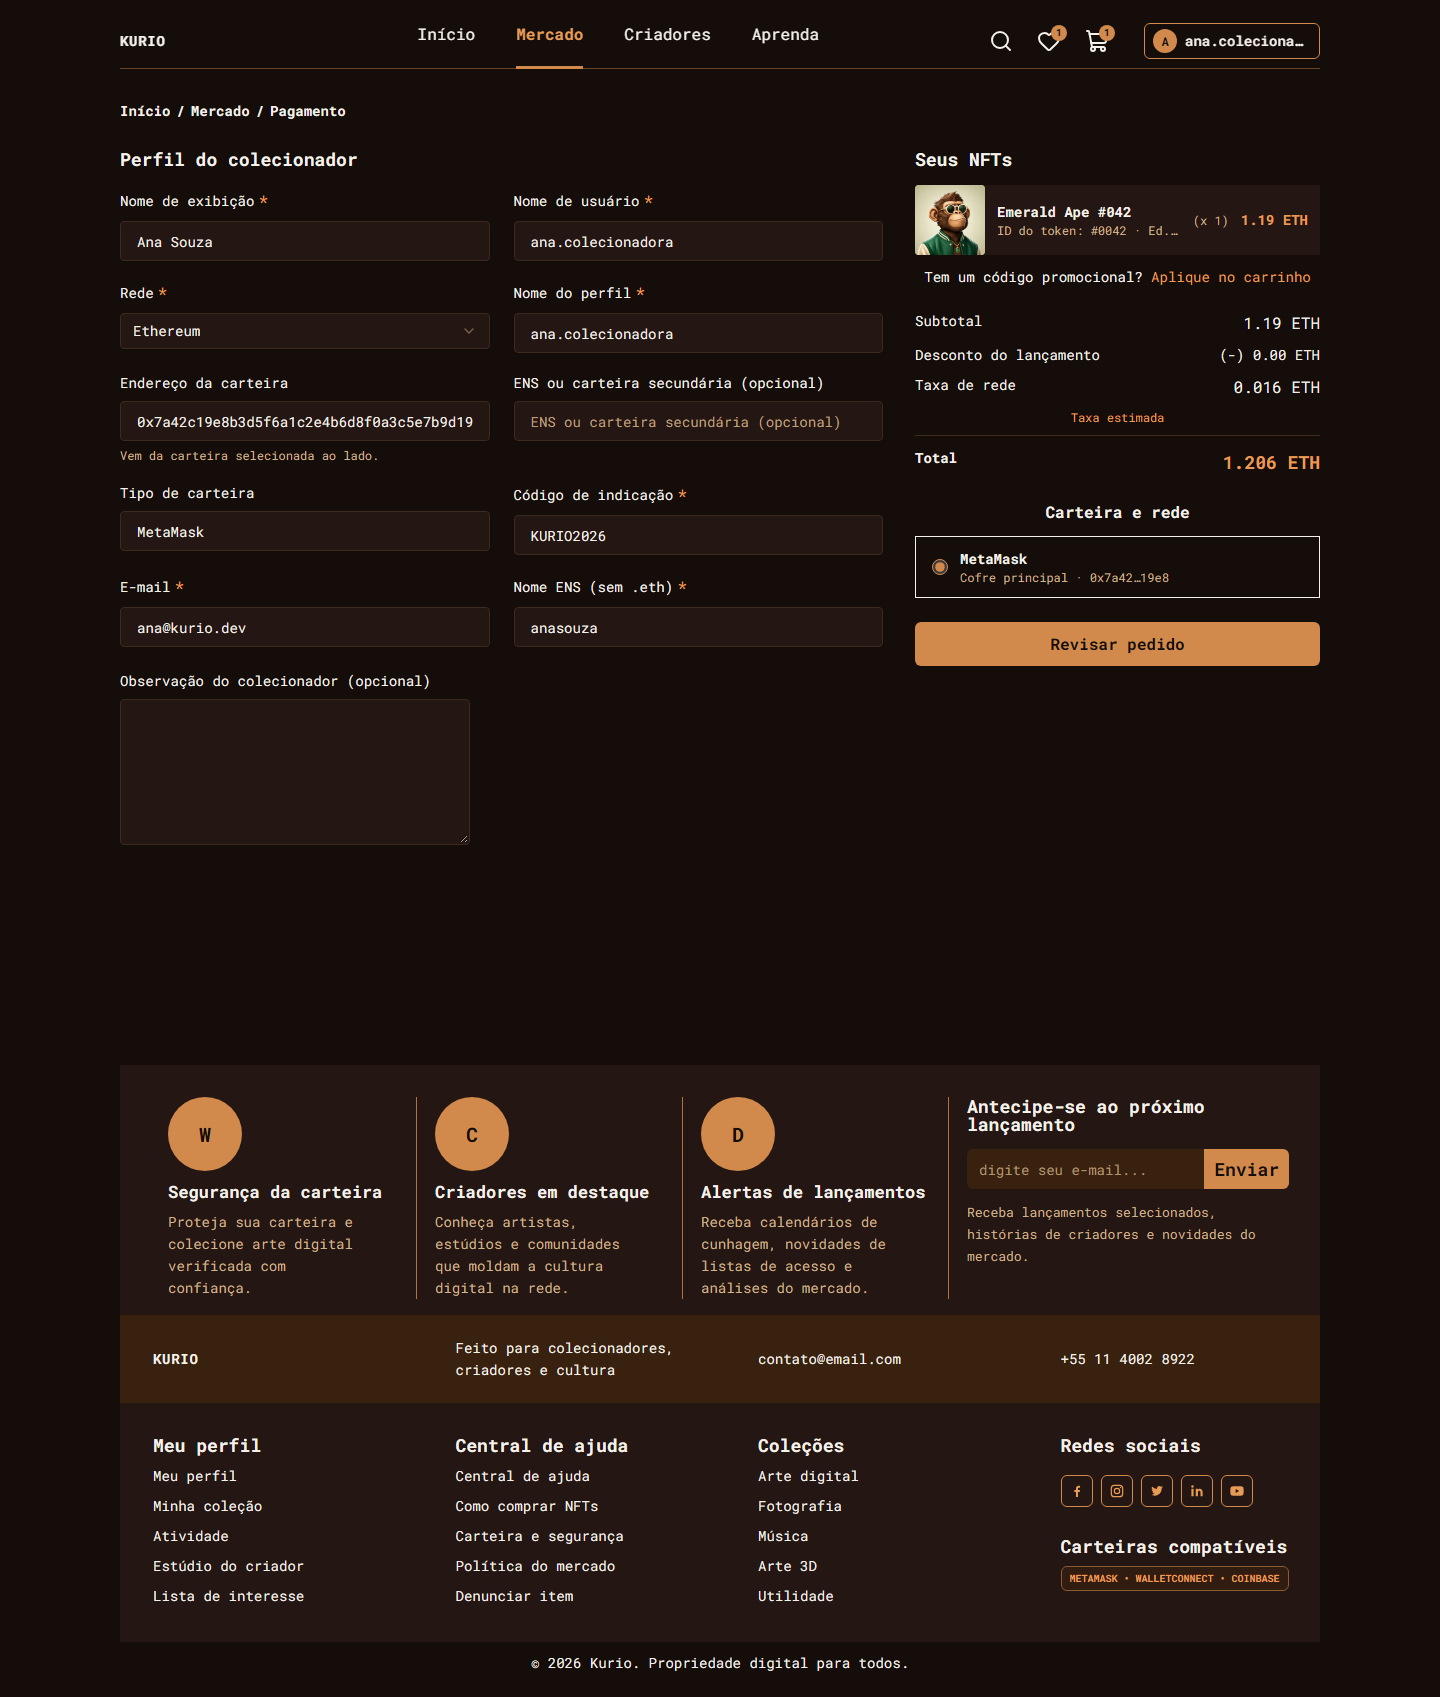 KURIO
Início
Mercado
Criadores
Aprenda
1
1
A
ana.coleciona…
Início / Mercado / Pagamento
Perfil do colecionador
Nome de exibição *
Ana Souza
Nome de usuário *
ana.colecionadora
Rede *
Ethereum
Nome do perfil *
ana.colecionadora
Endereço da carteira
0x7a42c19e8b3d5f6a1c2e4b6d8f0a3c5e7b9d19
Vem da carteira selecionada ao lado.
ENS ou carteira secundária (opcional)
ENS ou carteira secundária (opcional)
Tipo de carteira
MetaMask
Código de indicação *
KURIO2026
E-mail *
ana@kurio.dev
Nome ENS (sem .eth) *
anasouza
Observação do colecionador (opcional)
Seus NFTs
Emerald Ape #042
ID do token: #0042 · Ed.…
(x 1)
1.19 ETH
Tem um código promocional? Aplique no carrinho
Subtotal
1.19 ETH
Desconto do lançamento
(-) 0.00 ETH
Taxa de rede
0.016 ETH
Taxa estimada
Total
1.206 ETH
Carteira e rede
MetaMask
Cofre principal · 0x7a42…19e8
Revisar pedido
W
Segurança da carteira
Proteja sua carteira e
colecione arte digital
verificada com
confiança.
C
Criadores em destaque
Conheça artistas,
estúdios e comunidades
que moldam a cultura
digital na rede.
D
Alertas de lançamentos
Receba calendários de
cunhagem, novidades de
listas de acesso e
análises do mercado.
Antecipe-se ao próximo
lançamento
digite seu e-mail...
Enviar
Receba lançamentos selecionados,
histórias de criadores e novidades do
mercado.
KURIO
Feito para colecionadores,
criadores e cultura
contato@email.com
+55 11 4002 8922
Meu perfil
Meu perfil
Minha coleção
Atividade
Estúdio do criador
Lista de interesse
Central de ajuda
Central de ajuda
Como comprar NFTs
Carteira e segurança
Política do mercado
Denunciar item
Coleções
Arte digital
Fotografia
Música
Arte 3D
Utilidade
Redes sociais
Carteiras compatíveis
METAMASK • WALLETCONNECT • COINBASE
© 2026 Kurio. Propriedade digital para todos.